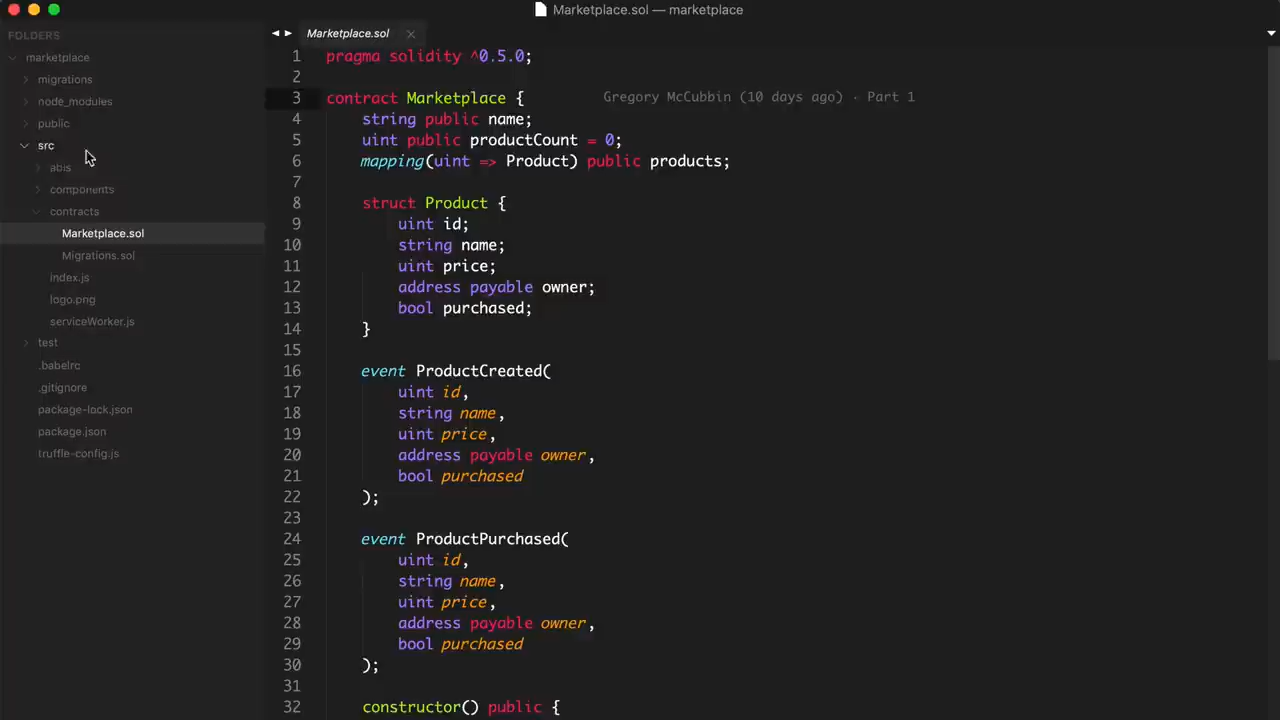 Marketplace.sol — marketplace
FOLDERS
marketplace
migrations
node_modules
public
src
abis
components
contracts
Marketplace.sol
Migrations.sol
index.js
logo.png
serviceWorker.js
test
.babelrc
.gitignore
package-lock.json
package.json
truffle-config.js
Marketplace.sol
1 pragma solidity ^0.5.0;
2
3 contract Marketplace { Gregory McCubbin (10 days ago) · Part 1
4 string public name;
5 uint public productCount = 0;
6 mapping(uint => Product) public products;
7
8 struct Product {
9 uint id;
10 string name;
11 uint price;
12 address payable owner;
13 bool purchased;
14 }
15
16 event ProductCreated(
17 uint id,
18 string name,
19 uint price,
20 address payable owner,
21 bool purchased
22 );
23
24 event ProductPurchased(
25 uint id,
26 string name,
27 uint price,
28 address payable owner,
29 bool purchased
30 );
31
32 constructor() public {